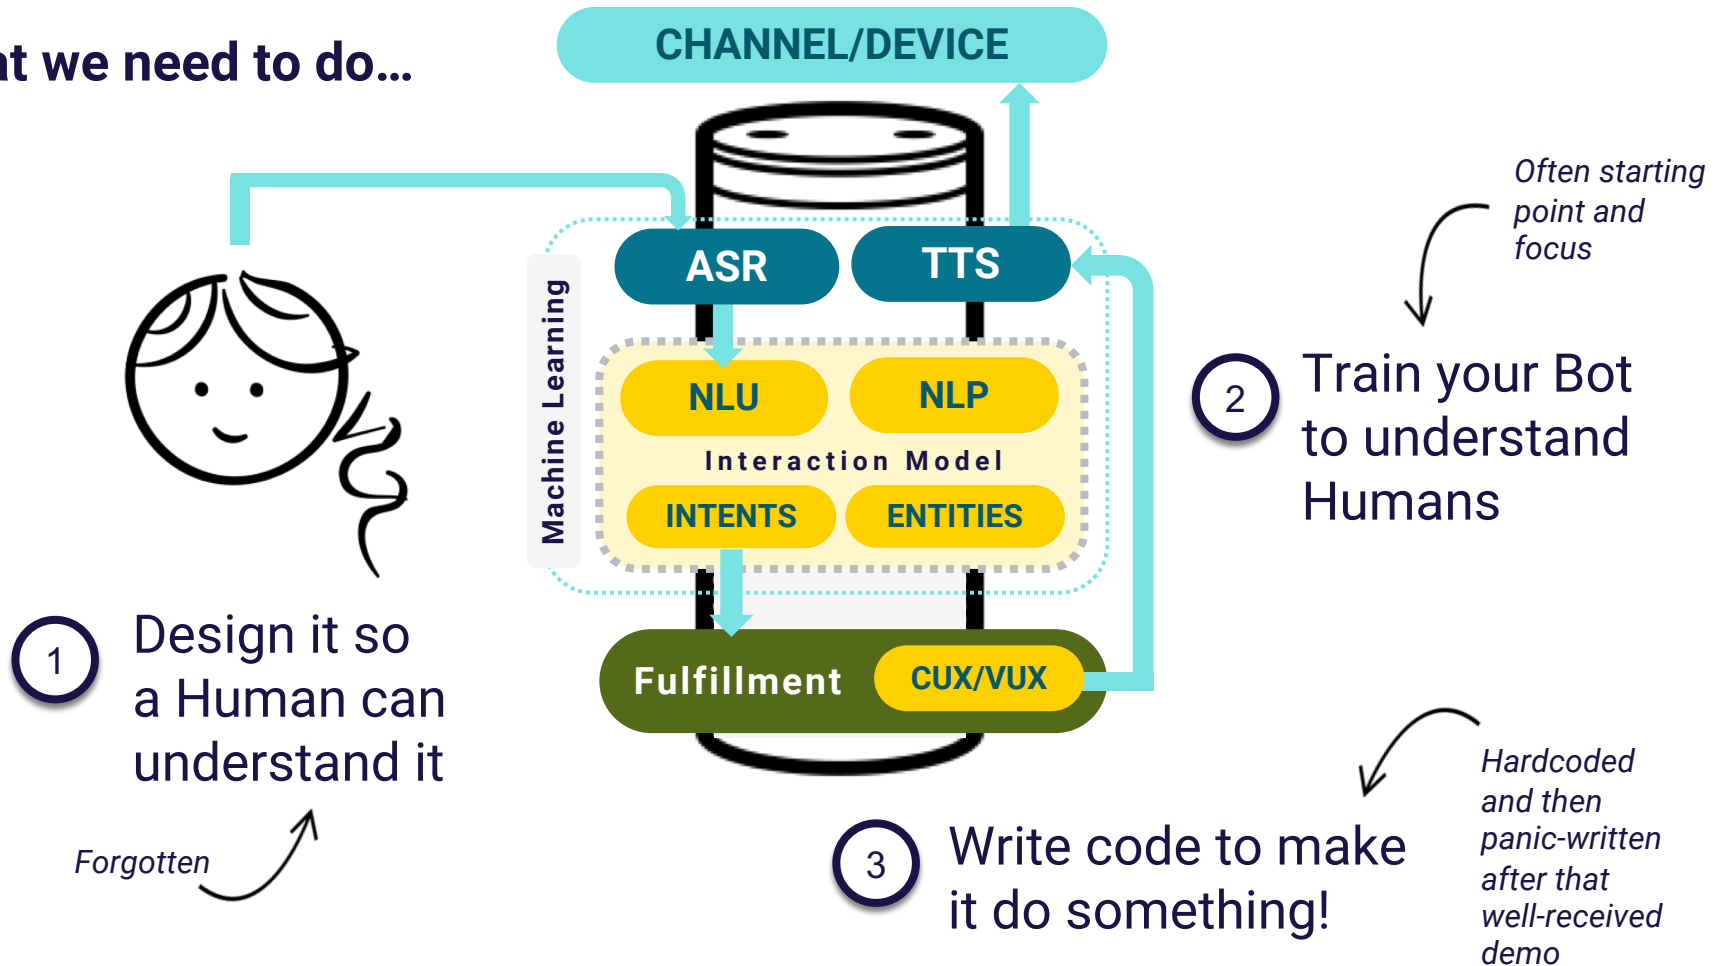 at we need to do…
CHANNEL/DEVICE
ASR
TTS
Machine Learning
NLU
NLP
Interaction Model
INTENTS
ENTITIES
Fulfillment
CUX/VUX
1
Design it so
a Human can
understand it
Forgotten
Often starting
point and
focus
2
Train your Bot
to understand
Humans
3
Write code to make
it do something!
Hardcoded
and then
panic-written
after that
well-received
demo